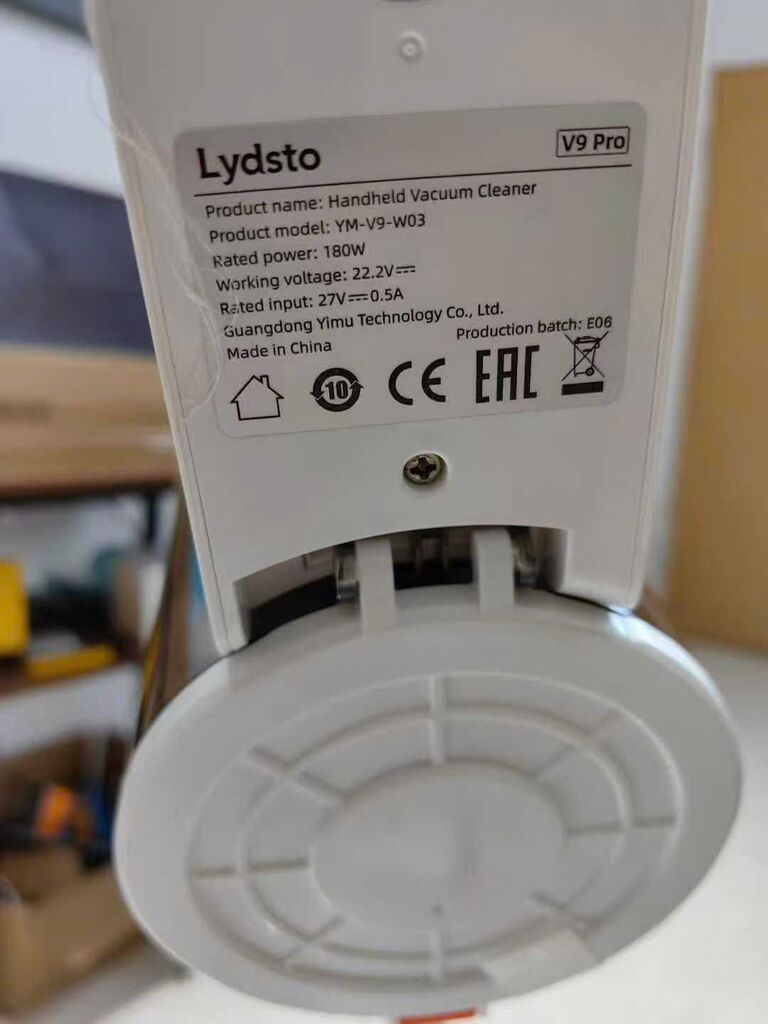 Lydsto
V9 Pro
Product name: Handheld Vacuum Cleaner
Product model: YM-V9-W03
Rated power: 180W
Working voltage: 22.2V⎓
Rated input: 27V⎓0.5A
Guangdong Yimu Technology Co., Ltd.
Made in China
Production batch: E06
10
CE
EAC